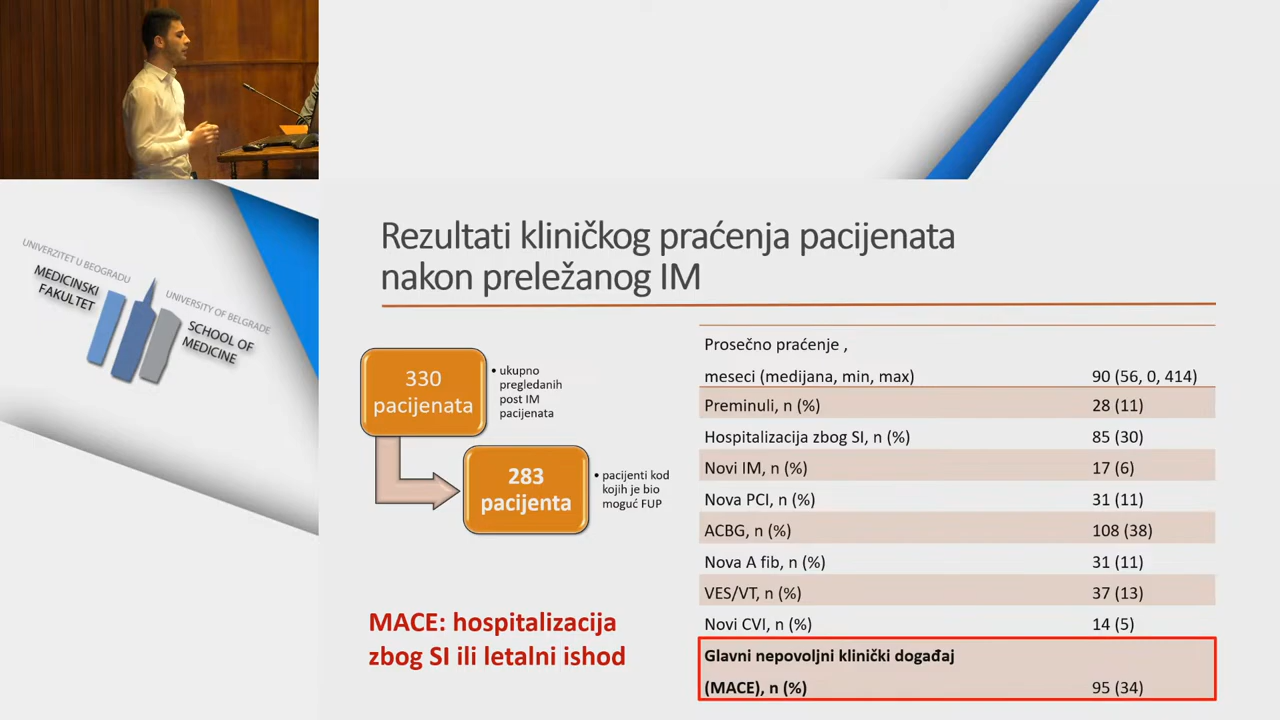 UNIVERZITET U BEOGRADU
MEDICINSKI
FAKULTET
UNIVERSITY OF BELGRADE
SCHOOL OF
MEDICINE
Rezultati kliničkog praćenja pacijenata
nakon preležanog IM
330
pacijenata
• ukupno
pregledanih
post IM
pacijenata
283
pacijenta
• pacijenti kod
kojih je bio
moguć FUP
MACE: hospitalizacija
zbog SI ili letalni ishod
Prosečno praćenje ,
meseci (medijana, min, max) 90 (56, 0, 414)
Preminuli, n (%) 28 (11)
Hospitalizacija zbog SI, n (%) 85 (30)
Novi IM, n (%) 17 (6)
Nova PCI, n (%) 31 (11)
ACBG, n (%) 108 (38)
Nova A fib, n (%) 31 (11)
VES/VT, n (%) 37 (13)
Novi CVI, n (%) 14 (5)
Glavni nepovoljni klinički događaj
(MACE), n (%) 95 (34)